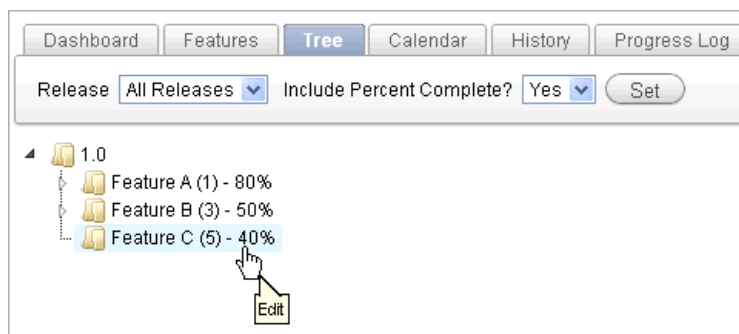 Dashboard Features Tree Calendar History Progress Log
Release All Releases Include Percent Complete? Yes Set
1.0
Feature A (1) - 80%
Feature B (3) - 50%
Feature C (5) - 40%
Edit